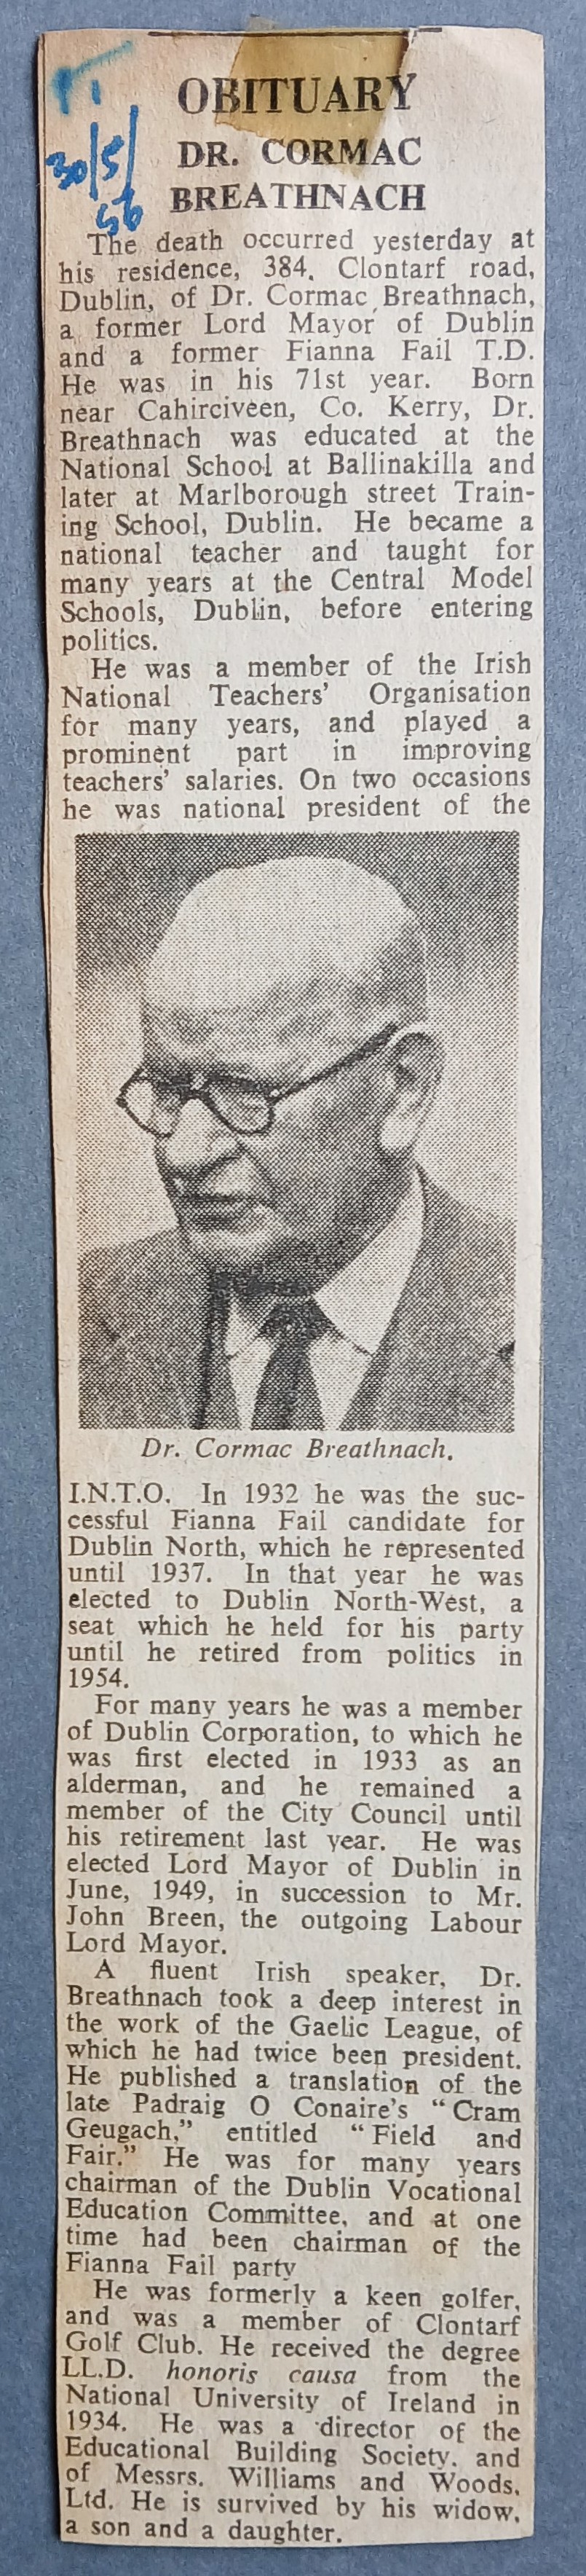 30/5/
56
OBITUARY
DR. CORMAC
BREATHNACH
The death occurred yesterday at
his residence, 384, Clontarf road,
Dublin, of Dr. Cormac Breathnach,
a former Lord Mayor of Dublin
and a former Fianna Fail T.D.
He was in his 71st year. Born
near Cahirciveen, Co. Kerry, Dr.
Breathnach was educated at the
National School at Ballinakilla and
later at Marlborough street Train-
ing School, Dublin. He became a
national teacher and taught for
many years at the Central Model
Schools, Dublin, before entering
politics.
He was a member of the Irish
National Teachers' Organisation
for many years, and played a
prominent part in improving
teachers' salaries. On two occasions
he was national president of the
Dr. Cormac Breathnach.
I.N.T.O. In 1932 he was the suc-
cessful Fianna Fail candidate for
Dublin North, which he represented
until 1937. In that year he was
elected to Dublin North-West, a
seat which he held for his party
until he retired from politics in
1954.
For many years he was a member
of Dublin Corporation, to which he
was first elected in 1933 as an
alderman, and he remained a
member of the City Council until
his retirement last year. He was
elected Lord Mayor of Dublin in
June, 1949, in succession to Mr.
John Breen, the outgoing Labour
Lord Mayor.
A fluent Irish speaker, Dr.
Breathnach took a deep interest in
the work of the Gaelic League, of
which he had twice been president.
He published a translation of the
late Padraig O Conaire's "Cram
Geugach," entitled "Field and
Fair." He was for many years
chairman of the Dublin Vocational
Education Committee, and at one
time had been chairman of the
Fianna Fail party
He was formerly a keen golfer,
and was a member of Clontarf
Golf Club. He received the degree
LL.D. honoris causa from the
National University of Ireland in
1934. He was a director of the
Educational Building Society, and
of Messrs. Williams and Woods,
Ltd. He is survived by his widow,
a son and a daughter.